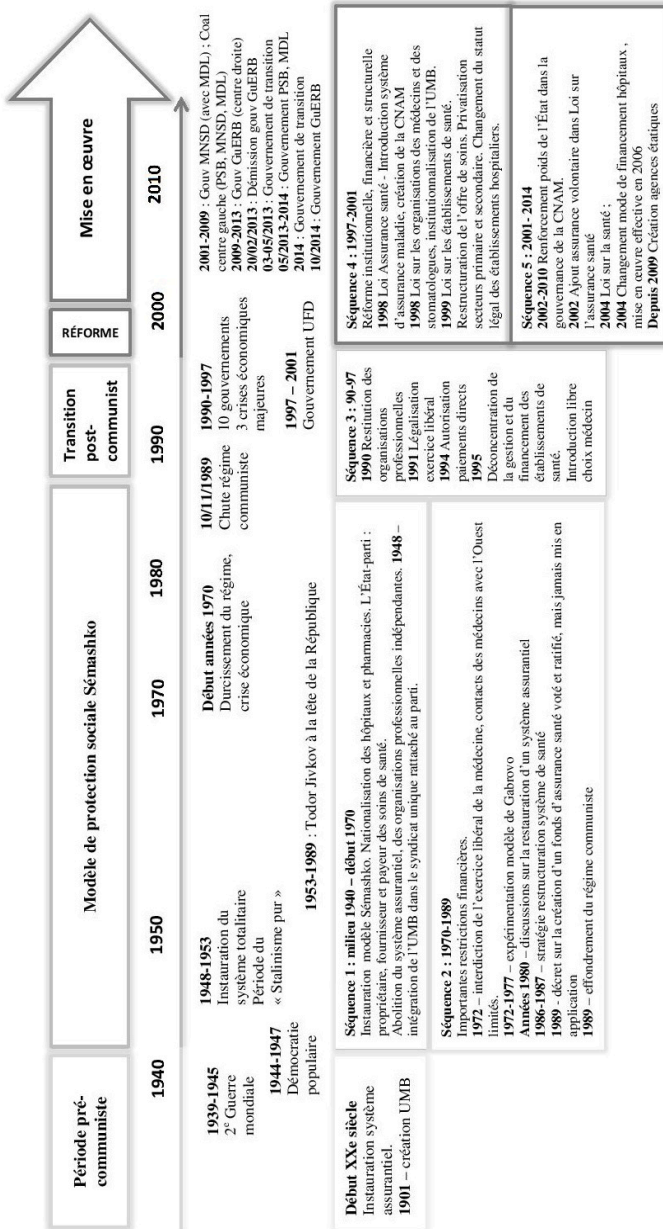 Période pré-
communiste
Modèle de protection sociale Sémashko
Transition
post-
communist
RÉFORME
Mise en œuvre
1940
1950
1970
1980
1990
2000
2010
1939-1945
2e Guerre
mondiale
1944-1947
Démocratie
populaire
1948-1953
Instauration du
système totalitaire
Période du
« Stalinisme pur »
1953-1989 : Todor Jivkov à la tête de la République
Début années 1970
Durcissement du régime,
crise économique
10/11/1989
Chute régime
communiste
1990-1997
10 gouvernements
3 crises économiques
majeures
1997 – 2001
Gouvernement UFD
2001-2009 : Gouv MNSD (avec MDL) ; Coal
centre gauche (PSB, MNSD, MDL)
2009-2013 : Gouv GuERB (centre droite)
20/02/2013 : Démission gouv GuERB
03-05/2013 : Gouvernement de transition
05/2013-2014 : Gouvernement PSB, MDL
2014 : Gouvernement de transition
10/2014 : Gouvernement GuERB
Début XXe siècle
Instauration système
assurantiel.
1901 – création UMB
Séquence 1 : milieu 1940 – début 1970
Instauration modèle Sémashko. Nationalisation des hôpitaux et pharmacies. L'État-parti :
propriétaire, fournisseur et payeur des soins de santé.
Abolition du système assurantiel, des organisations professionnelles indépendantes. 1948 –
intégration de l'UMB dans le syndicat unique rattaché au parti.
Séquence 2 : 1970-1989
Importantes restrictions financières.
1972 – interdiction de l'exercice libéral de la médecine, contacts des médecins avec l'Ouest
limités.
1972-1977 – expérimentation modèle de Gabrovo
Années 1980 – discussions sur la restauration d'un système assurantiel
1986-1987 – stratégie restructuration système de santé
1989 - décret sur la création d'un fonds d'assurance santé voté et ratifié, mais jamais mis en
application
1989 – effondrement du régime communiste
Séquence 3 : 90-97
1990 Restitution des
organisations
professionnelles
1991 Légalisation
exercice libéral
1994 Autorisation
paiements directs
1995
Déconcentration de
la gestion et du
financement des
établissements de
santé.
Introduction libre
choix médecin
Séquence 4 : 1997-2001
Réforme institutionnelle, financière et structurelle
1998 Loi Assurance santé - Introduction système
d'assurance maladie, création de la CNAM
1998 Loi sur les organisations des médecins et des
stomatologues, institutionnalisation de l'UMB.
1999 Loi sur les établissements de santé.
Restructuration de l'offre de soins. Privatisation
secteurs primaire et secondaire. Changement du statut
légal des établissements hospitaliers.
Séquence 5 : 2001- 2014
2002-2010 Renforcement poids de l'État dans la
gouvernance de la CNAM.
2002 Ajout assurance volontaire dans Loi sur
l'assurance santé
2004 Loi sur la santé ;
2004 Changement mode de financement hôpitaux ,
mise en œuvre effective en 2006
Depuis 2009 Création agences étatiques